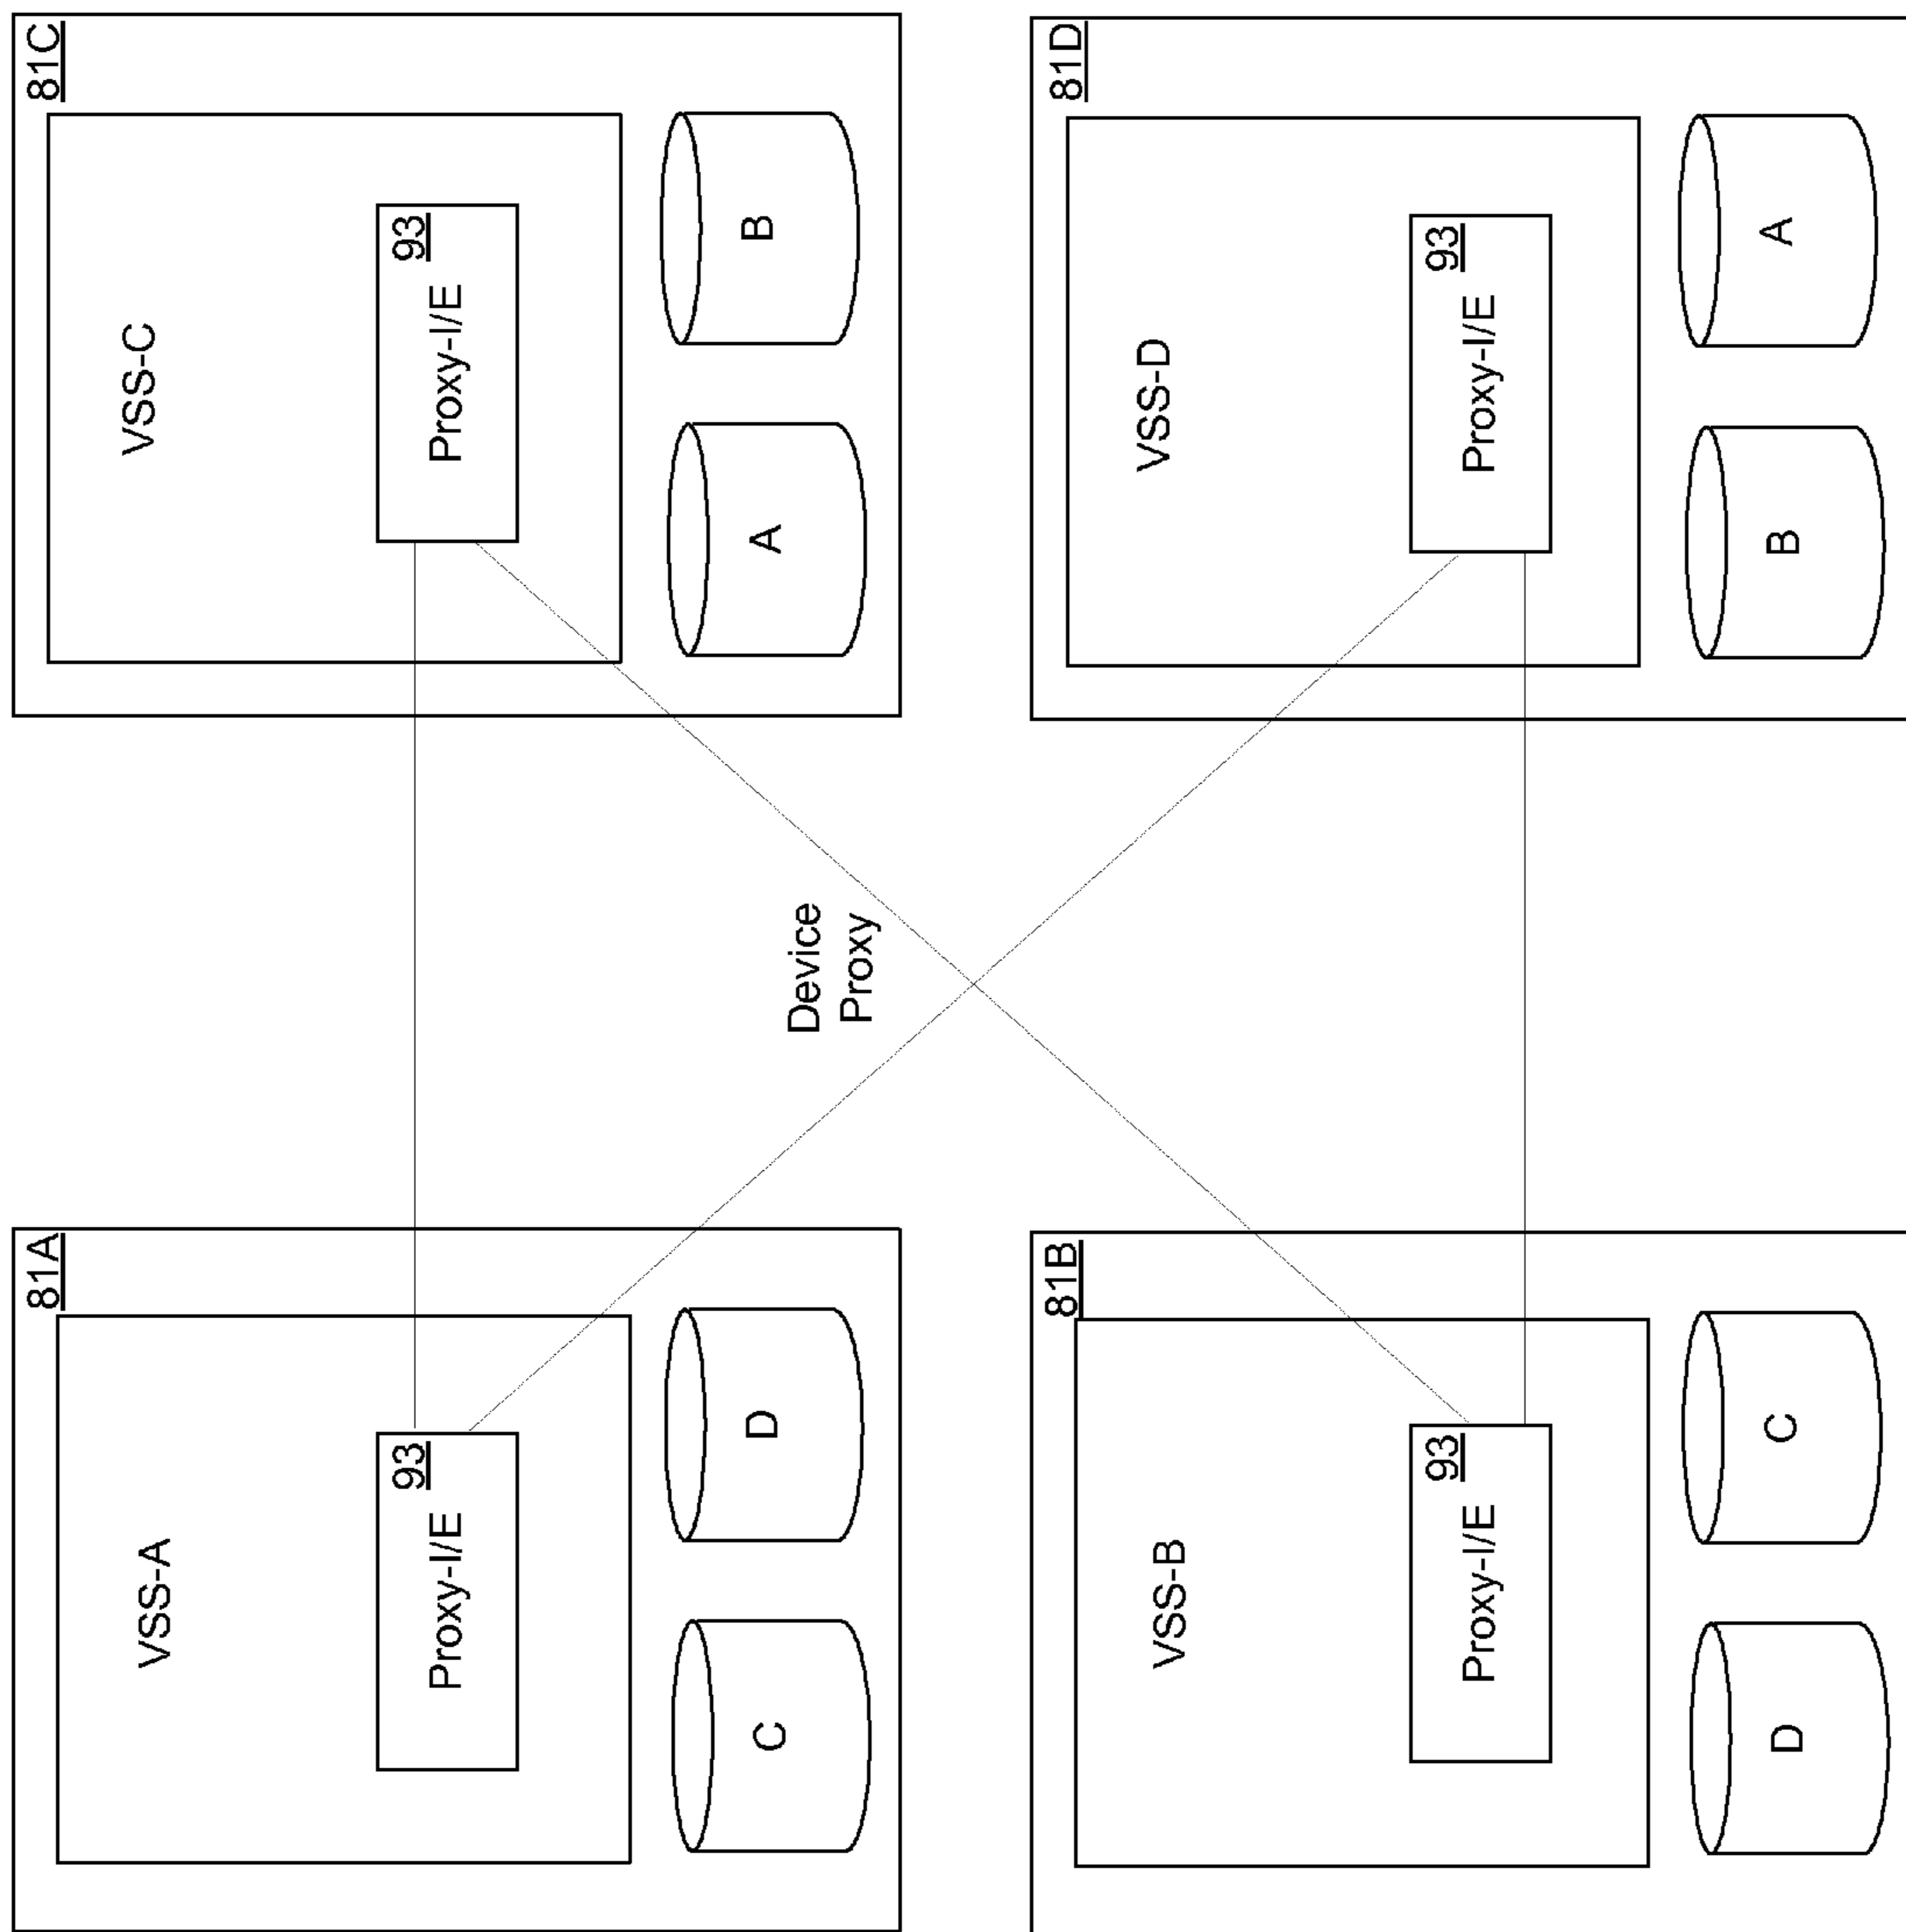 81A
VSS-A
93
Proxy-I/E
C
D
81C
VSS-C
93
Proxy-I/E
A
B
Device
Proxy
81B
VSS-B
93
Proxy-I/E
D
C
81D
VSS-D
93
Proxy-I/E
B
A